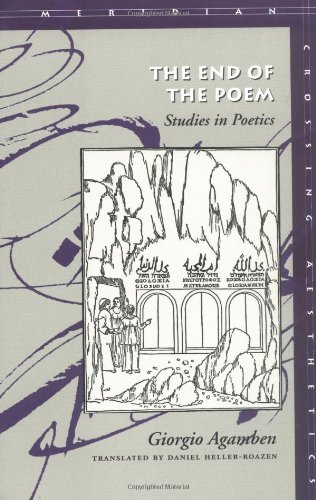 MERIDIAN
CROSSING AESTHETICS
THE END OF
THE POEM
Studies in Poetics
Giorgio Agamben
TRANSLATED BY DANIEL HELLER-ROAZEN